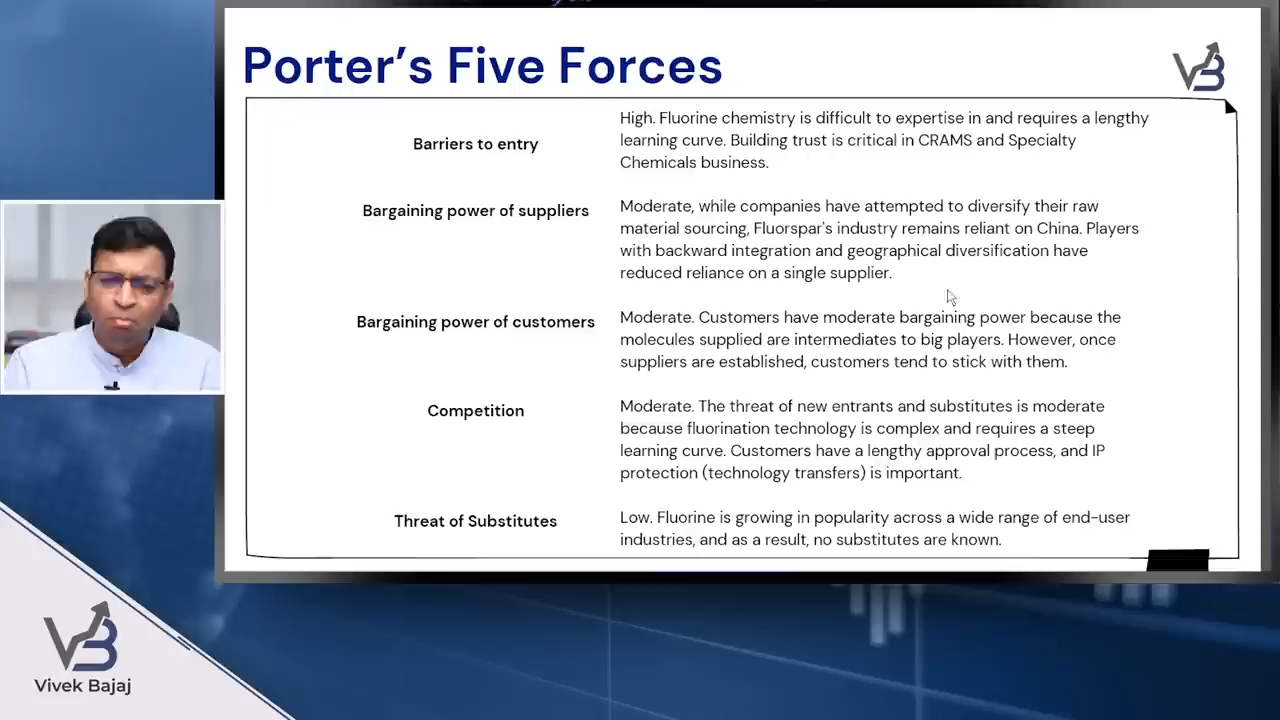 Porter's Five Forces
VB
Barriers to entry
High. Fluorine chemistry is difficult to expertise in and requires a lengthy
learning curve. Building trust is critical in CRAMS and Specialty
Chemicals business.
Bargaining power of suppliers
Moderate, while companies have attempted to diversify their raw
material sourcing, Fluorspar's industry remains reliant on China. Players
with backward integration and geographical diversification have
reduced reliance on a single supplier.
Bargaining power of customers
Moderate. Customers have moderate bargaining power because the
molecules supplied are intermediates to big players. However, once
suppliers are established, customers tend to stick with them.
Competition
Moderate. The threat of new entrants and substitutes is moderate
because fluorination technology is complex and requires a steep
learning curve. Customers have a lengthy approval process, and IP
protection (technology transfers) is important.
Threat of Substitutes
Low. Fluorine is growing in popularity across a wide range of end-user
industries, and as a result, no substitutes are known.
VB
Vivek Bajaj